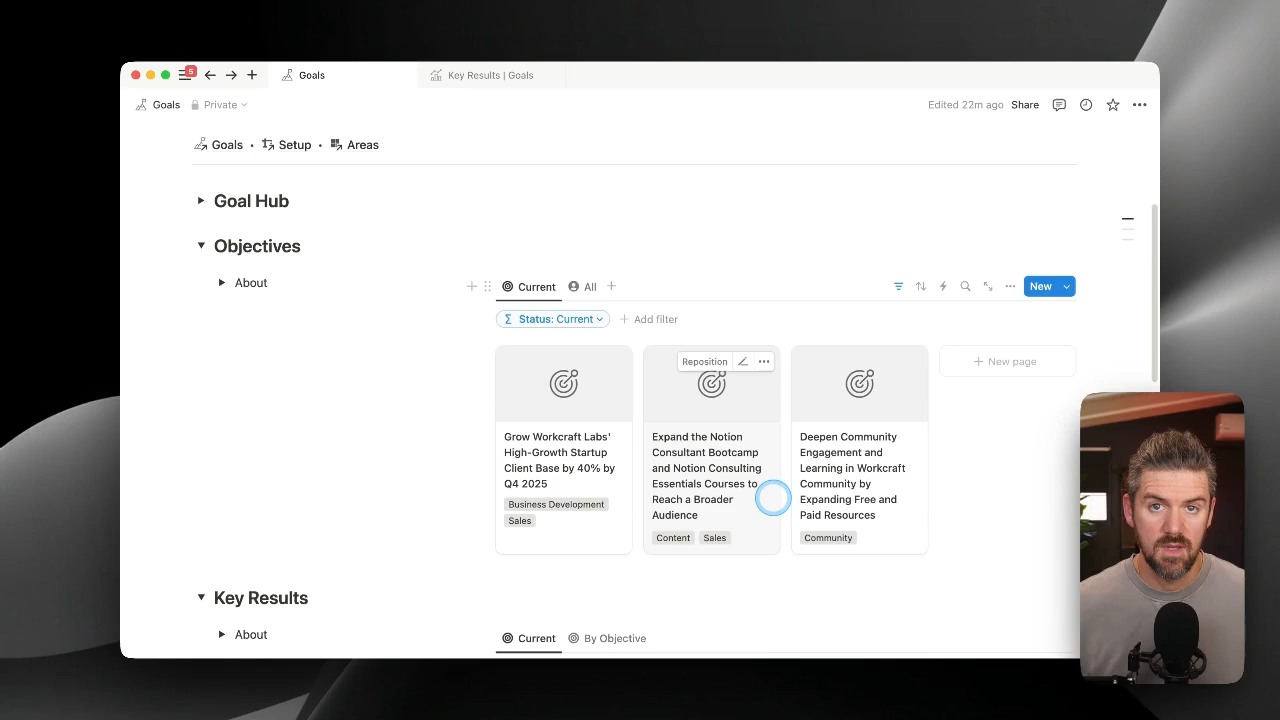 5
Goals
Key Results | Goals
Goals Private
Edited 22m ago Share
Goals • Setup • Areas
Goal Hub
Objectives
About
Current All
New
Status: Current
Add filter
Reposition
New page
Grow Workcraft Labs'
High-Growth Startup
Client Base by 40% by
Q4 2025
Business Development
Sales
Expand the Notion
Consultant Bootcamp
and Notion Consulting
Essentials Courses to
Reach a Broader
Audience
Content Sales
Deepen Community
Engagement and
Learning in Workcraft
Community by
Expanding Free and
Paid Resources
Community
Key Results
About
Current By Objective